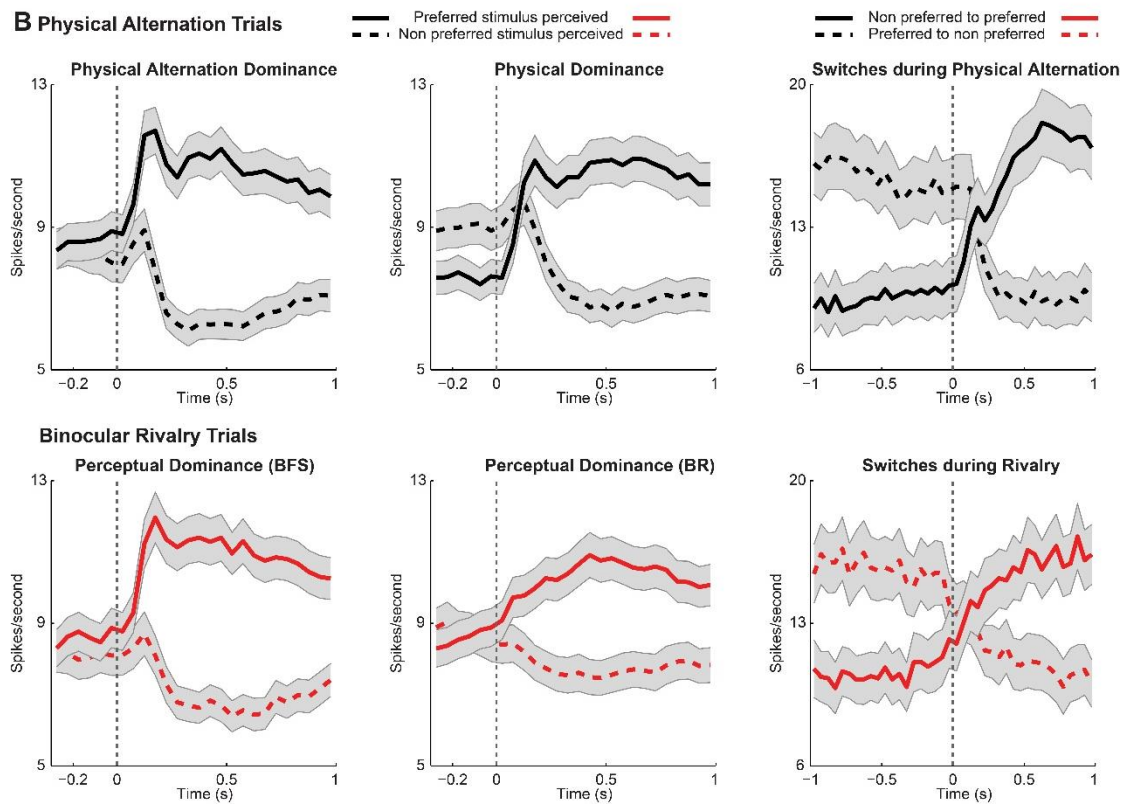 B Physical Alternation Trials
Preferred stimulus perceived
Non preferred stimulus perceived
Non preferred to preferred
Preferred to non preferred
Physical Alternation Dominance
13
9
5
Spikes/second
−0.2 0 0.5 1
Time (s)
Physical Dominance
13
9
5
Spikes/second
−0.2 0 0.5 1
Time (s)
Switches during Physical Alternation
20
13
6
Spikes/second
−1 −0.5 0 0.5 1
Time (s)
Binocular Rivalry Trials
Perceptual Dominance (BFS)
13
9
5
Spikes/second
−0.2 0 0.5 1
Time (s)
Perceptual Dominance (BR)
13
9
5
Spikes/second
−0.2 0 0.5 1
Time (s)
Switches during Rivalry
20
13
6
Spikes/second
−1 −0.5 0 0.5 1
Time (s)